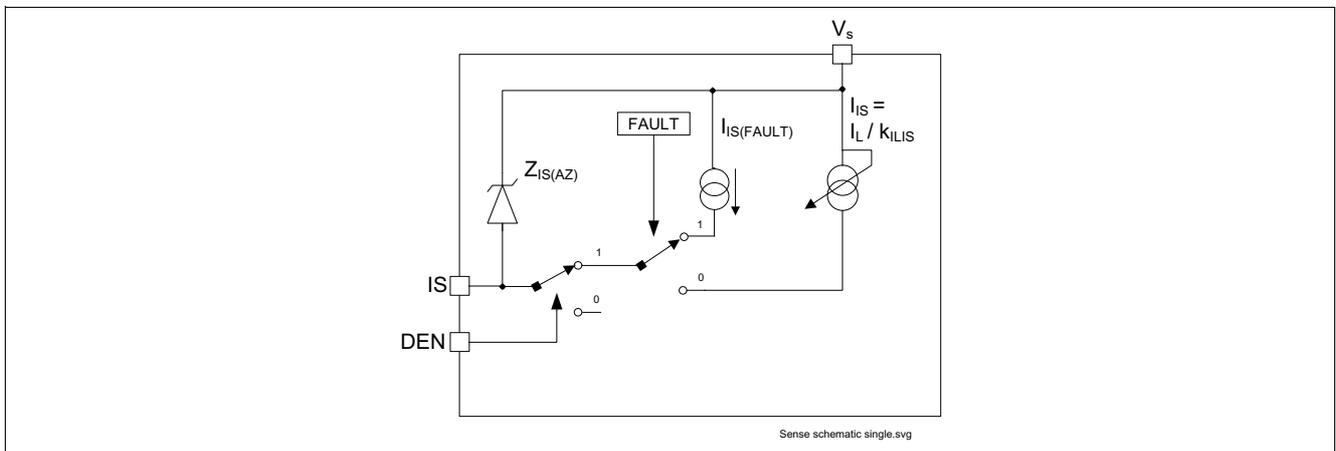 Vs
IIS =
IL / kILIS
FAULT
IIS(FAULT)
ZIS(AZ)
1
1
0
0
IS
DEN
Sense schematic single.svg